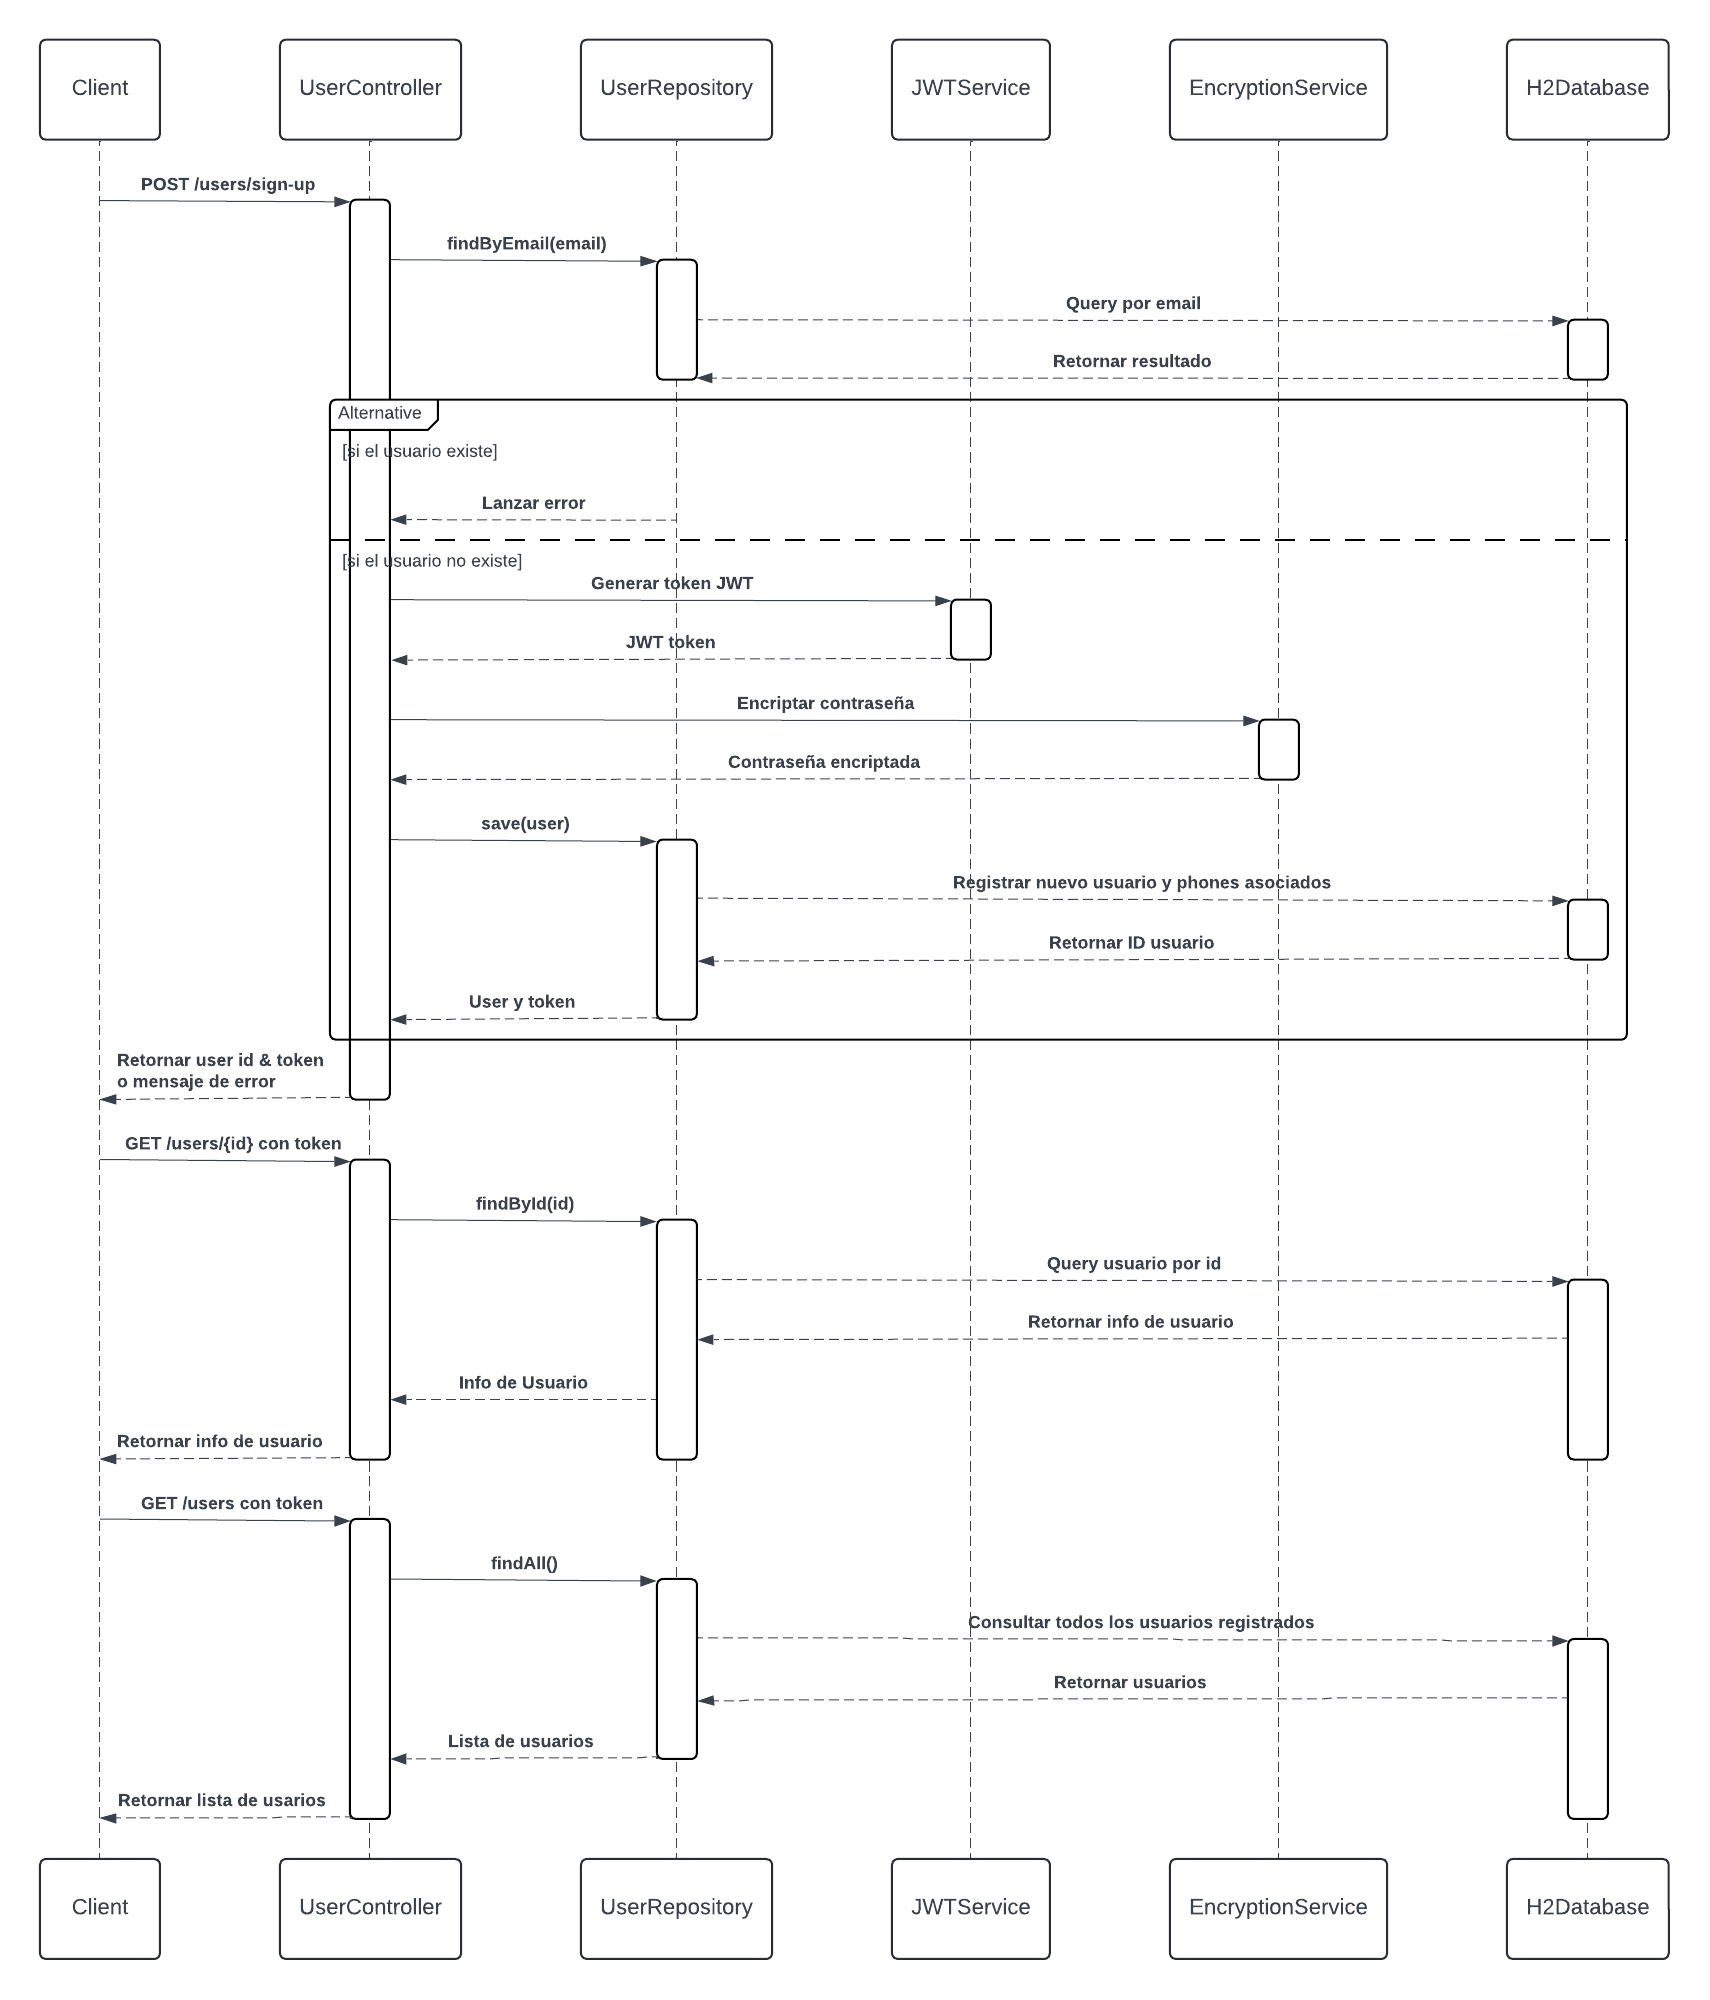 Client
UserController
UserRepository
JWTService
EncryptionService
H2Database
POST /users/sign-up
findByEmail(email)
Query por email
Retornar resultado
Alternative
[si el usuario existe]
Lanzar error
[si el usuario no existe]
Generar token JWT
JWT token
Encriptar contraseña
Contraseña encriptada
save(user)
Registrar nuevo usuario y phones asociados
Retornar ID usuario
User y token
Retornar user id & token
o mensaje de error
GET /users/{id} con token
findById(id)
Query usuario por id
Retornar info de usuario
Info de Usuario
Retornar info de usuario
GET /users con token
findAll()
Consultar todos los usuarios registrados
Retornar usuarios
Lista de usuarios
Retornar lista de usarios
Client
UserController
UserRepository
JWTService
EncryptionService
H2Database